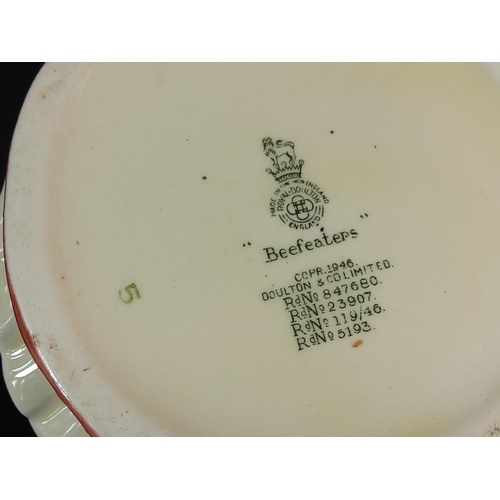 MADE IN ENGLAND
ROYAL DOULTON
ENGLAND
"Beefeaters"
COPR. 1946.
DOULTON & CO LIMITED.
RdNo 847680.
RdNo 23907.
RdNo 119/46.
RdNo 5193.
5